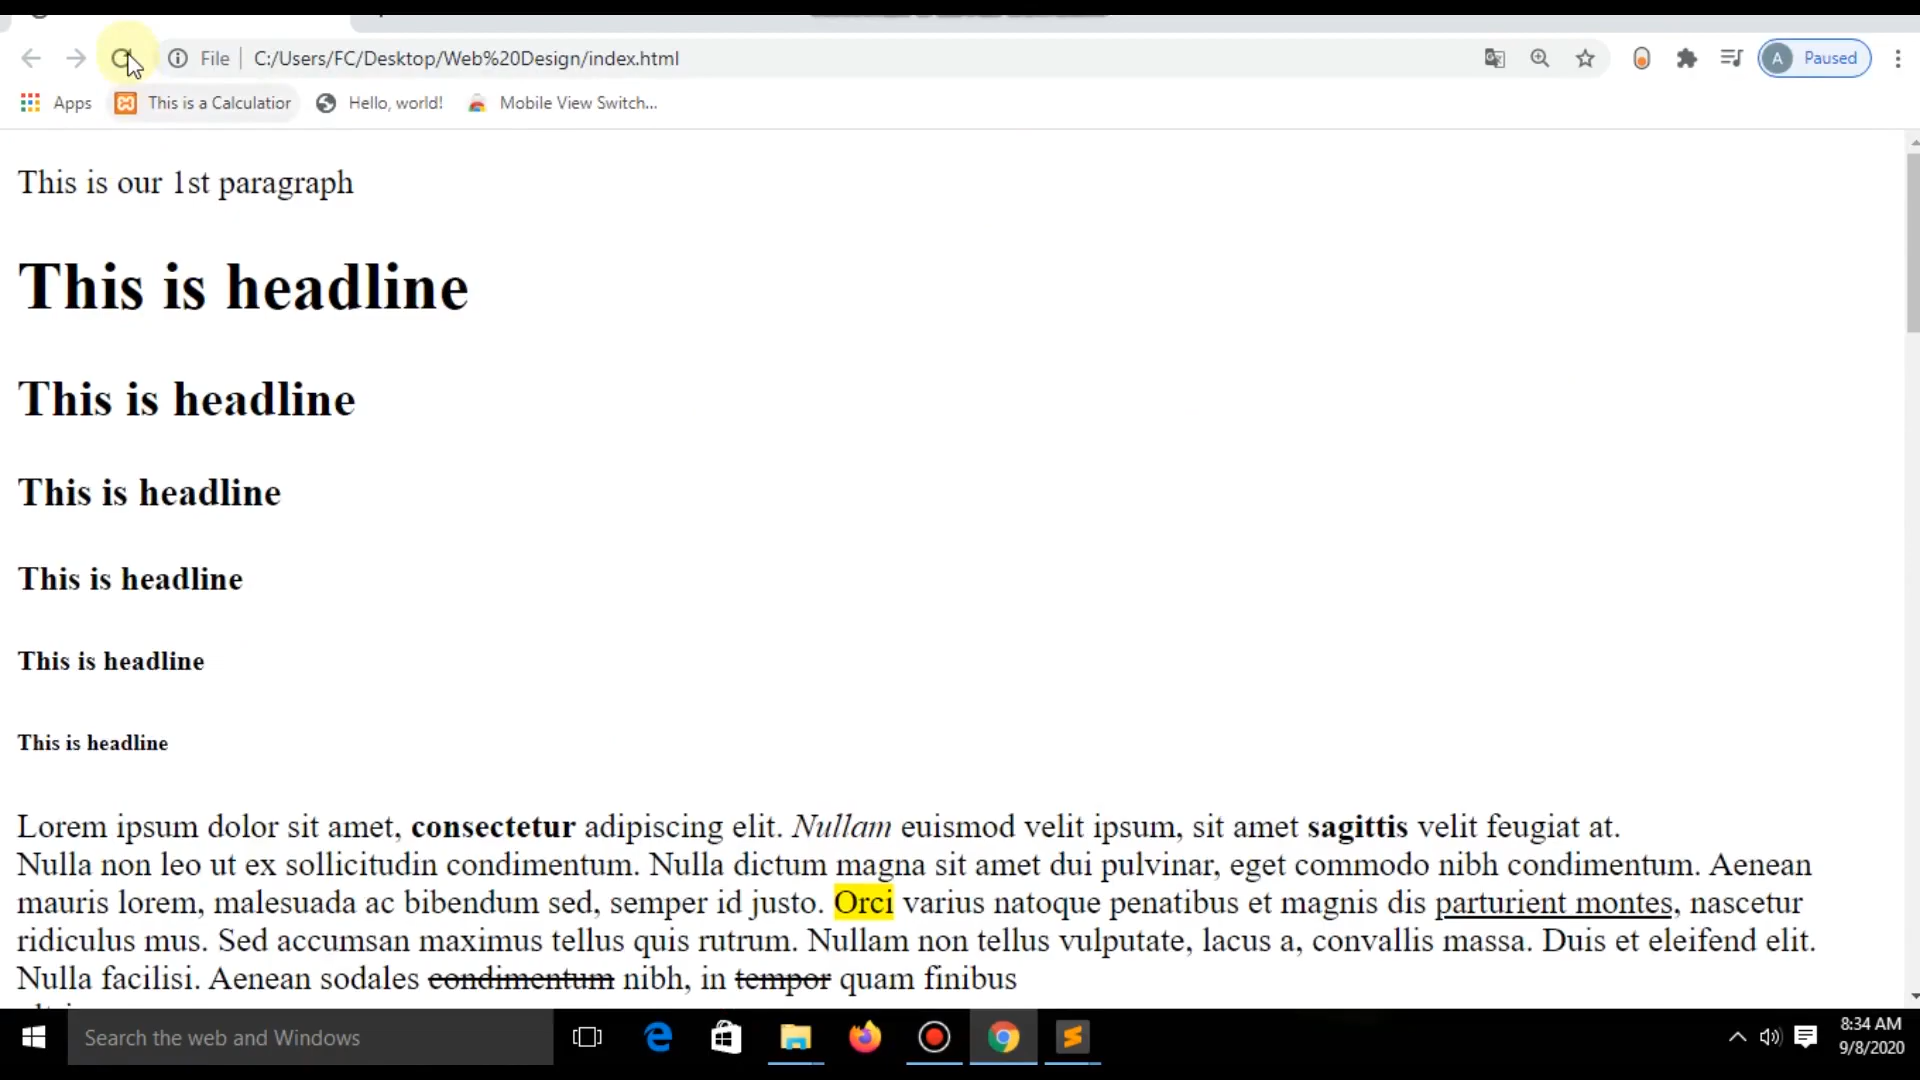 File C:/Users/FC/Desktop/Web%20Design/index.html
A Paused
Apps This is a Calculatior Hello, world! Mobile View Switch...
This is our 1st paragraph
This is headline
This is headline
This is headline
This is headline
This is headline
This is headline
Lorem ipsum dolor sit amet, consectetur adipiscing elit. Nullam euismod velit ipsum, sit amet sagittis velit feugiat at.
Nulla non leo ut ex sollicitudin condimentum. Nulla dictum magna sit amet dui pulvinar, eget commodo nibh condimentum. Aenean
mauris lorem, malesuada ac bibendum sed, semper id justo. Orci varius natoque penatibus et magnis dis parturient montes, nascetur
ridiculus mus. Sed accumsan maximus tellus quis rutrum. Nullam non tellus vulputate, lacus a, convallis massa. Duis et eleifend elit.
Nulla facilisi. Aenean sodales condimentum nibh, in tempor quam finibus
Search the web and Windows
8:34 AM
9/8/2020